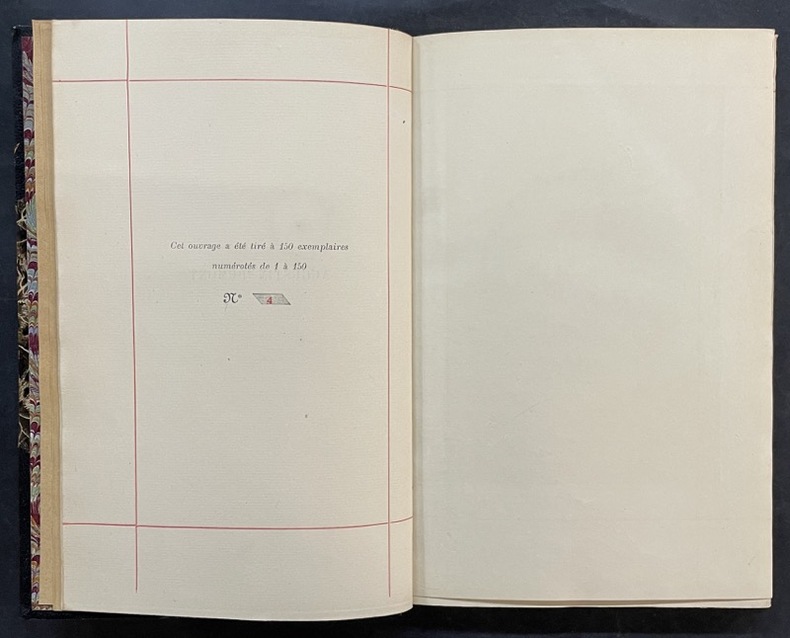 Cet ouvrage a été tiré à 150 exemplaires
numérotés de 1 à 150
N° 4